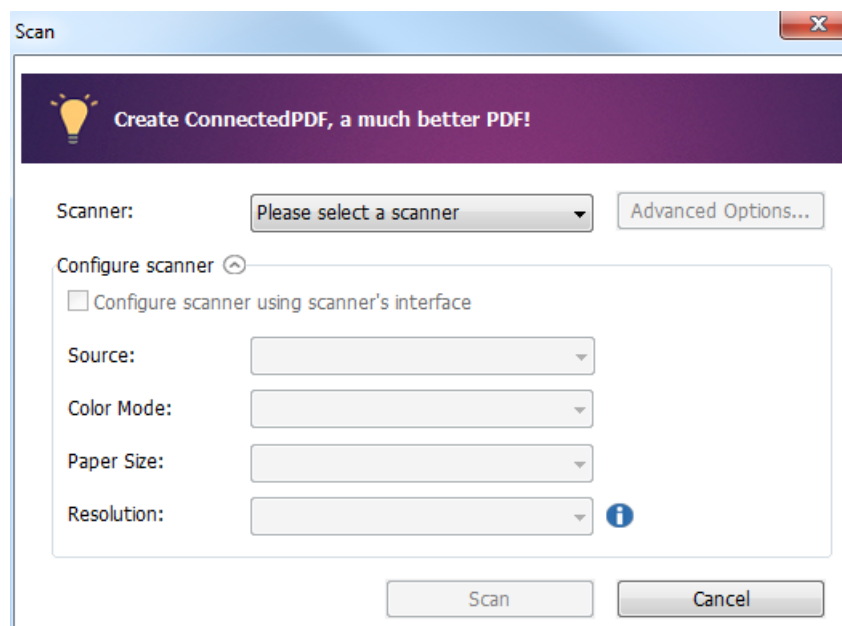 Scan
Create ConnectedPDF, a much better PDF!
Scanner: Please select a scanner Advanced Options...
Configure scanner
Configure scanner using scanner's interface
Source:
Color Mode:
Paper Size:
Resolution:
Scan Cancel